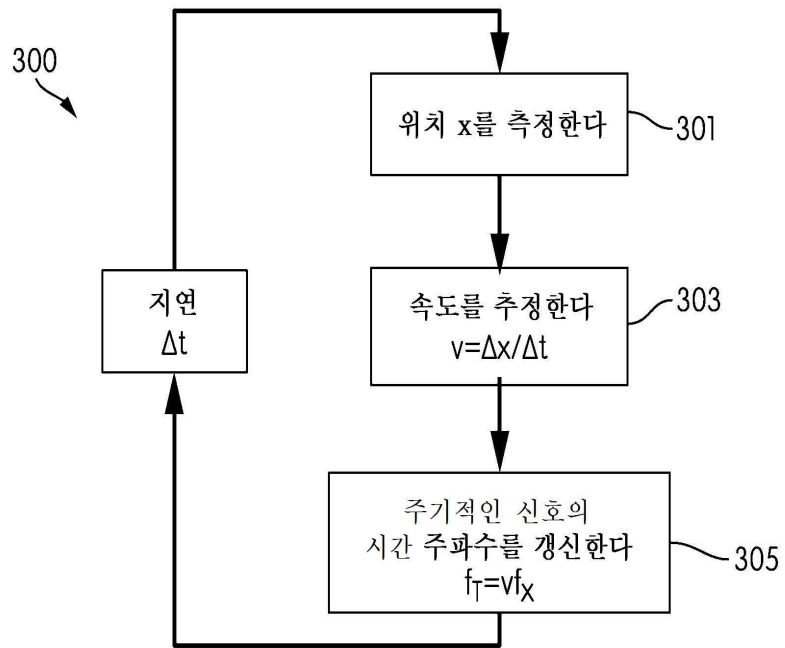 300
위치 x를 측정한다
301
속도를 추정한다
v=Δx/Δt
303
지연
Δt
주기적인 신호의
시간 주파수를 갱신한다
fT=vfX
305